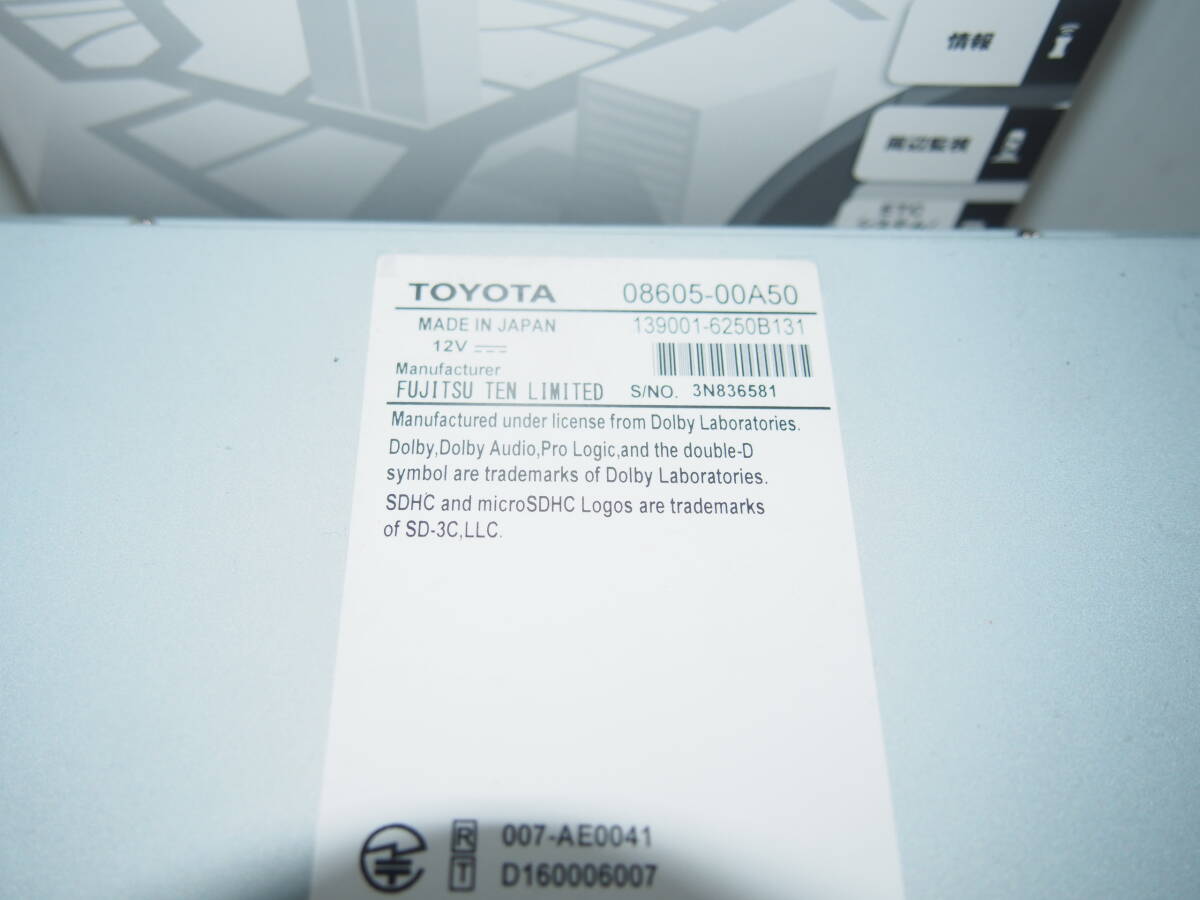 情報
周辺監視
ETC
TOYOTA 08605-00A50
MADE IN JAPAN 139001-6250B131
12V
Manufacturer
FUJITSU TEN LIMITED S/NO. 3N836581
Manufactured under license from Dolby Laboratories.
Dolby,Dolby Audio,Pro Logic,and the double-D
symbol are trademarks of Dolby Laboratories.
SDHC and microSDHC Logos are trademarks
of SD-3C,LLC.
R 007-AE0041
T D160006007